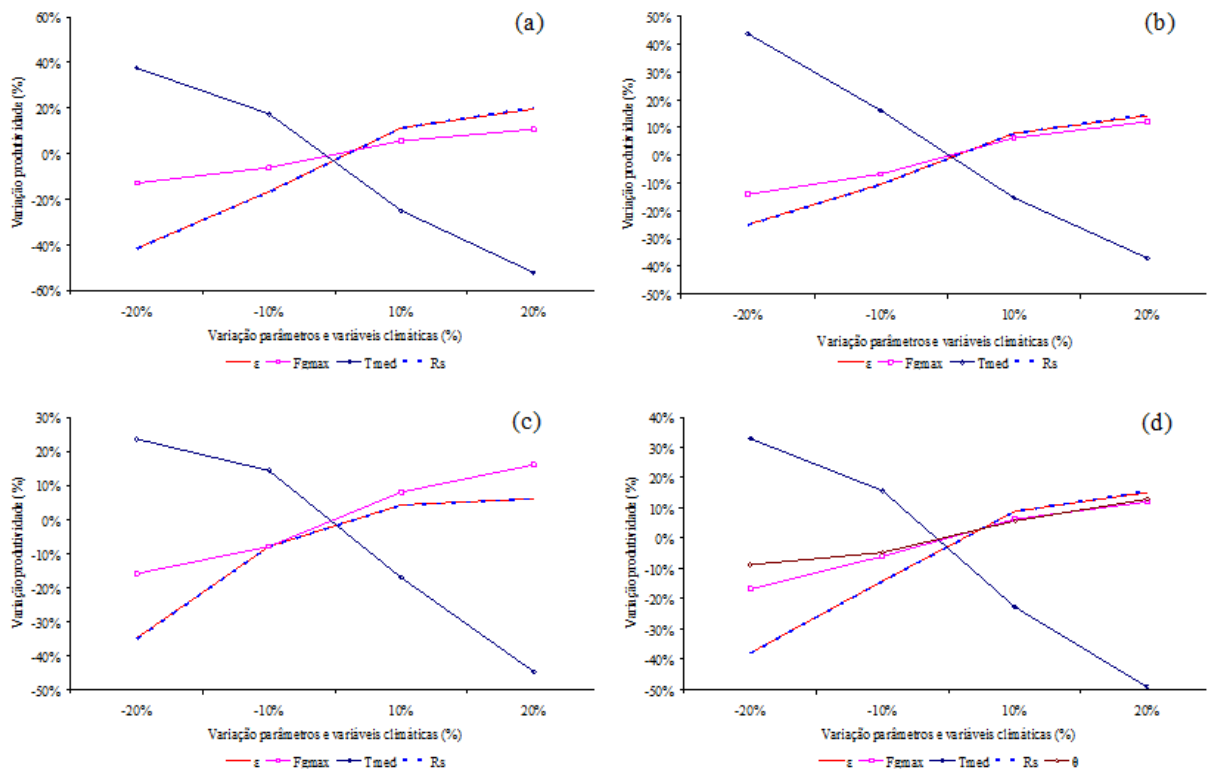 (a)
60%
40%
20%
0%
-20%
-40%
-60%
Variação produtividade (%)
-20% -10% 10% 20%
Variação parâmetros e variáveis climáticas (%)
ε Fgmax Tmed Rs
(b)
50%
40%
30%
20%
10%
0%
-10%
-20%
-30%
-40%
-50%
Variação produtividade (%)
-20% -10% 10% 20%
Variação parâmetros e variáveis climáticas (%)
ε Fgmax Tmed Rs
(c)
30%
20%
10%
0%
-10%
-20%
-30%
-40%
-50%
Variação produtividade (%)
-20% -10% 10% 20%
Variação parâmetros e variáveis climáticas (%)
ε Fgmax Tmed Rs
(d)
40%
30%
20%
10%
0%
-10%
-20%
-30%
-40%
-50%
Variação produtividade (%)
-20% -10% 10% 20%
Variação parâmetros e variáveis climáticas (%)
ε Fgmax Tmed Rs θ